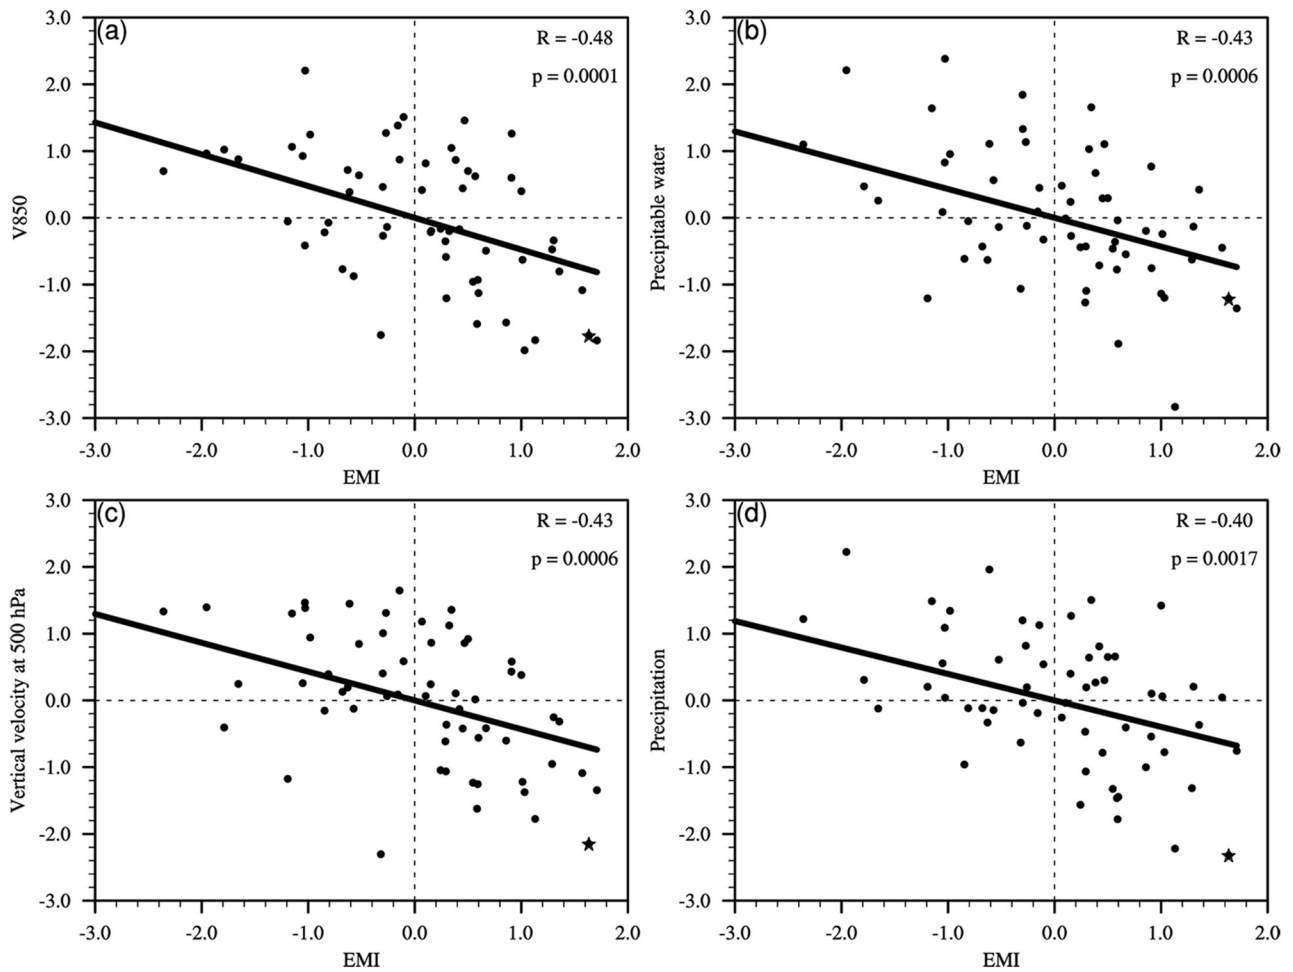 (a)
R = -0.48
p = 0.0001
3.0
2.0
1.0
0.0
-1.0
-2.0
-3.0
V850
-3.0 -2.0 -1.0 0.0 1.0 2.0
EMI
(b)
R = -0.43
p = 0.0006
3.0
2.0
1.0
0.0
-1.0
-2.0
-3.0
Precipitable water
-3.0 -2.0 -1.0 0.0 1.0 2.0
EMI
(c)
R = -0.43
p = 0.0006
3.0
2.0
1.0
0.0
-1.0
-2.0
-3.0
Vertical velocity at 500 hPa
-3.0 -2.0 -1.0 0.0 1.0 2.0
EMI
(d)
R = -0.40
p = 0.0017
3.0
2.0
1.0
0.0
-1.0
-2.0
-3.0
Precipitation
-3.0 -2.0 -1.0 0.0 1.0 2.0
EMI